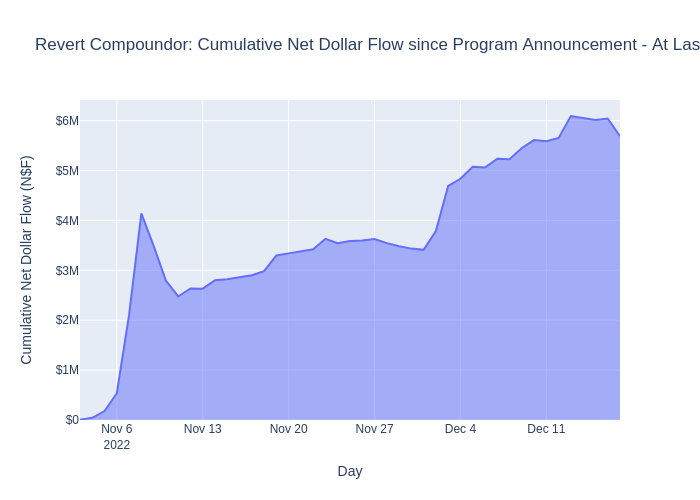 Revert Compoundor: Cumulative Net Dollar Flow since Program Announcement - At
Cumulative Net Dollar Flow (N$F)
$6M
$5M
$4M
$3M
$2M
$1M
$0
Nov 6 Nov 13 Nov 20 Nov 27 Dec 4 Dec 11
2022
Day